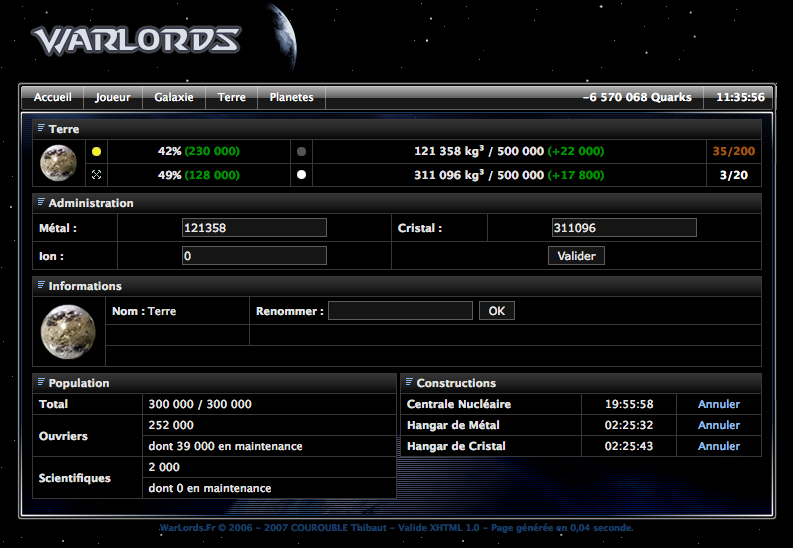 WARLORDS
Accueil Joueur Galaxie Terre Planetes -6 570 068 Quarks 11:35:56
Terre
42% (230 000) 121 358 kg³ / 500 000 (+22 000) 35/200
49% (128 000) 311 096 kg³ / 500 000 (+17 800) 3/20
Administration
Métal : 121358 Cristal : 311096
Ion : 0 Valider
Informations
Nom : Terre Renommer : OK
Population
Total 300 000 / 300 000
Ouvriers 252 000
dont 39 000 en maintenance
Scientifiques 2 000
dont 0 en maintenance
Constructions
Centrale Nucléaire 19:55:58 Annuler
Hangar de Métal 02:25:32 Annuler
Hangar de Cristal 02:25:43 Annuler
WarLords.Fr © 2006 - 2007 COUROUBLE Thibaut - Valide XHTML 1.0 - Page générée en 0,04 seconde.